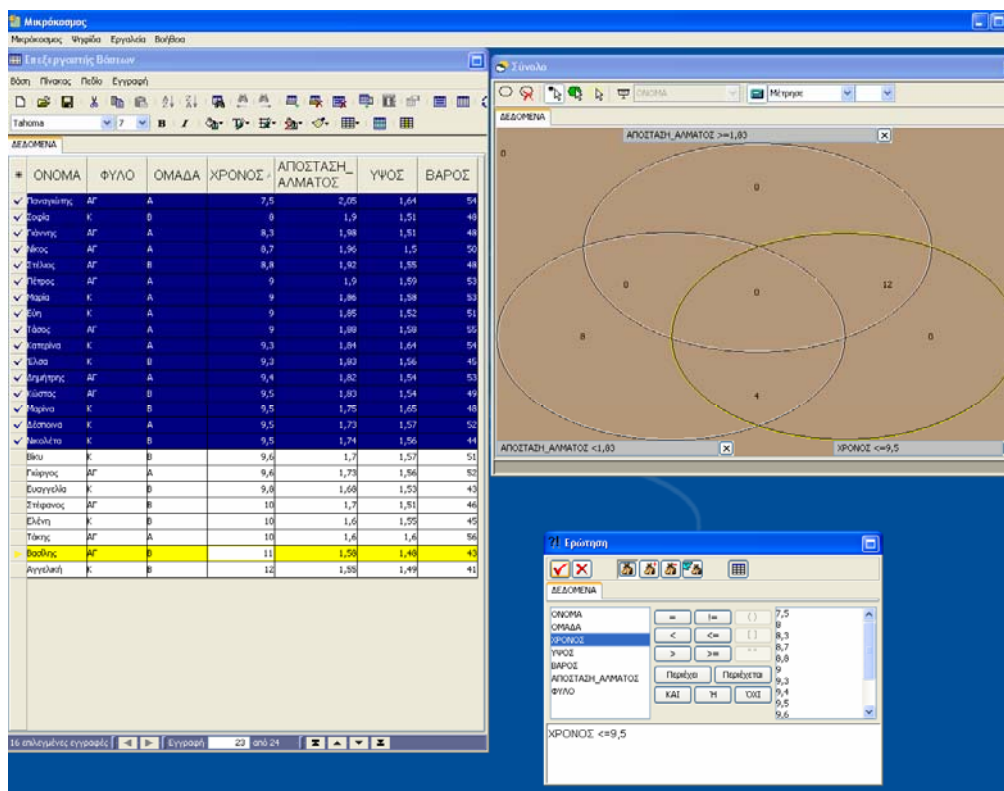 Μικρόκοσμος
Μικρόκοσμος Ψηφίδα Εργαλεία Βοήθεια
Επεξεργαστής Βάσεων
Βάση Πίνακας Πεδίο Εγγραφή
Tahoma 7 B I
ΔΕΔΟΜΕΝΑ
* ΟΝΟΜΑ ΦΥΛΟ ΟΜΑΔΑ ΧΡΟΝΟΣ ΑΠΟΣΤΑΣΗ_ΑΛΜΑΤΟΣ ΥΨΟΣ ΒΑΡΟΣ
Παναγιώτης ΑΓ Α 7,5 2,05 1,64 54
Σοφία Κ Β 8 1,9 1,51 48
Γιάννης ΑΓ Α 8,3 1,98 1,51 48
Νίκος ΑΓ Α 8,7 1,96 1,5 50
Στέλιος ΑΓ Β 8,8 1,92 1,55 48
Πέτρος ΑΓ Α 9 1,9 1,59 53
Μαρία Κ Α 9 1,86 1,58 53
Εύη Κ Α 9 1,85 1,52 51
Τάσος ΑΓ Α 9 1,88 1,58 55
Κατερίνα Κ Α 9,3 1,84 1,64 54
Έλσα Κ Β 9,3 1,83 1,56 45
Δημήτρης ΑΓ Α 9,4 1,82 1,54 53
Κώστας ΑΓ Β 9,5 1,83 1,54 49
Μαρίνα Κ Β 9,5 1,75 1,65 48
Δέσποινα Κ Α 9,5 1,73 1,57 52
Νικολέτα Κ Β 9,5 1,74 1,56 44
Βίκυ Κ Β 9,6 1,7 1,57 51
Γιώργος ΑΓ Α 9,6 1,73 1,56 52
Ευαγγελία Κ Β 9,8 1,68 1,53 43
Στέφανος ΑΓ Β 10 1,7 1,51 46
Ελένη Κ Β 10 1,6 1,55 45
Τάκης ΑΓ Α 10 1,6 1,6 56
Βασίλης ΑΓ Β 11 1,58 1,48 43
Αγγελική Κ Β 12 1,55 1,49 41
16 επιλεγμένες εγγραφές Εγγραφή 23 από 24
Σύνολο
ΟΝΟΜΑ Μέτρησε
ΔΕΔΟΜΕΝΑ
ΑΠΟΣΤΑΣΗ_ΑΛΜΑΤΟΣ >=1,83
0
0
0
0
12
8
0
4
ΑΠΟΣΤΑΣΗ_ΑΛΜΑΤΟΣ <1,83
ΧΡΟΝΟΣ <=9,5
?! Ερώτηση
ΔΕΔΟΜΕΝΑ
ΟΝΟΜΑ
ΟΜΑΔΑ
ΧΡΟΝΟΣ
ΥΨΟΣ
ΒΑΡΟΣ
ΑΠΟΣΤΑΣΗ_ΑΛΜΑΤΟΣ
ΦΥΛΟ
= != ( )
< <= [ ]
> >= " "
Περιέχει Περιέχεται
ΚΑΙ Ή ΌΧΙ
7,5
8
8,3
8,7
8,8
9
9,3
9,4
9,5
9,6
ΧΡΟΝΟΣ <=9,5